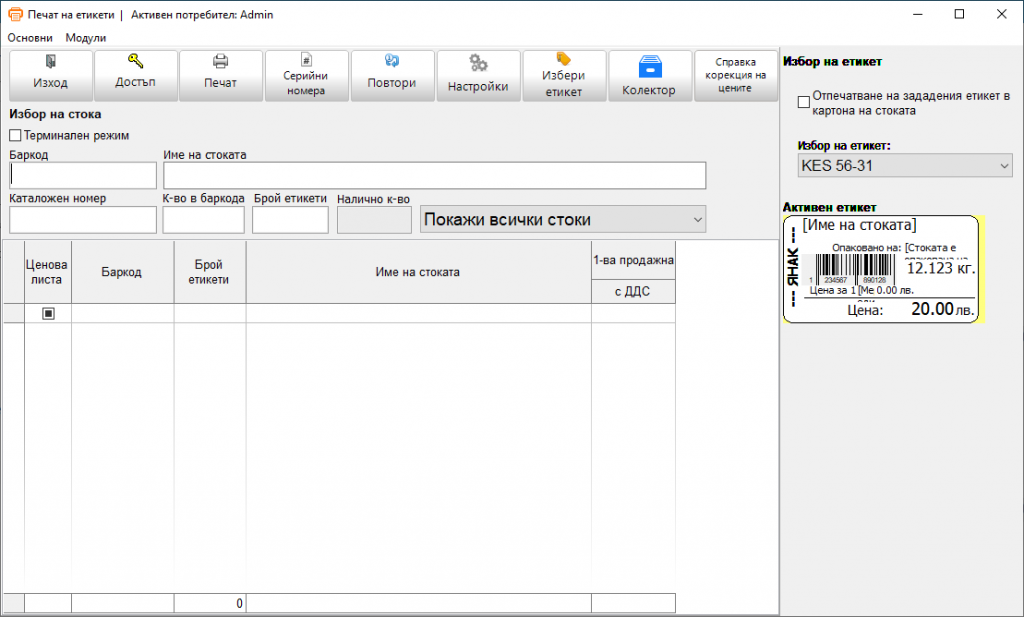 Печат на етикети | Активен потребител: Admin
Основни Модули
Изход
Достъп
Печат
Серийни
номера
Повтори
Настройки
Избери
етикет
Колектор
Справка
корекция на
цените
Избор на стока
Терминален режим
Баркод Име на стоката
Каталожен номер К-во в баркода Брой етикети Налично к-во
Покажи всички стоки
Ценова
листа
Баркод
Брой
етикети
Име на стоката
1-ва продажна
с ДДС
0
Избор на етикет
Отпечатване на зададения етикет в
картона на стоката
Избор на етикет:
KES 56-31
Активен етикет
--- ЯНАК ---
[Име на стоката]
Опаковано на: [Стоката е
12.123 кг.
1 234567 890128
Цена за 1 [Ме 0.00 лв.
Цена: 20.00 лв.